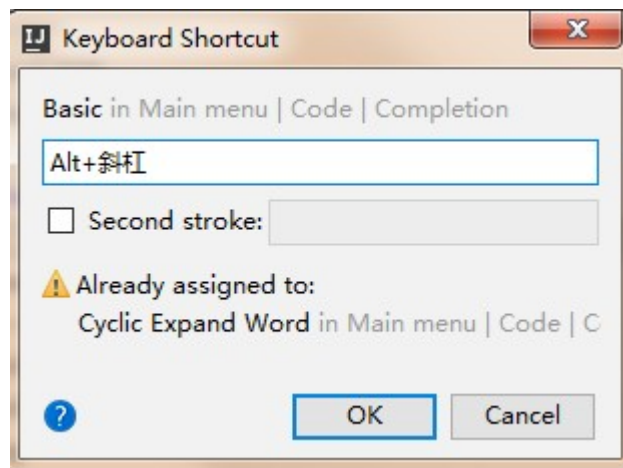 IJ Keyboard Shortcut
Basic in Main menu | Code | Completion
Alt+斜杠
Second stroke:
Already assigned to:
Cyclic Expand Word in Main menu | Code | C
?
OK Cancel